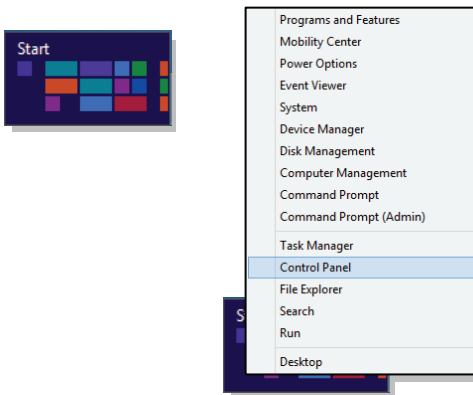 Start
Programs and Features
Mobility Center
Power Options
Event Viewer
System
Device Manager
Disk Management
Computer Management
Command Prompt
Command Prompt (Admin)
Task Manager
Control Panel
File Explorer
Search
Run
Desktop